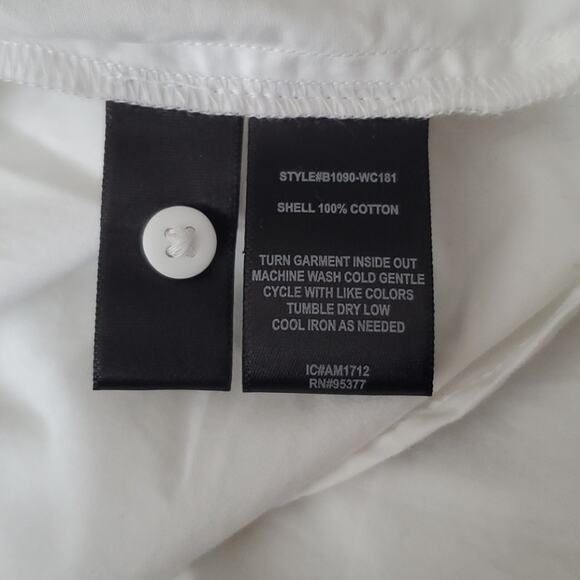 STYLE#B1090-WC181
SHELL 100% COTTON
TURN GARMENT INSIDE OUT
MACHINE WASH COLD GENTLE
CYCLE WITH LIKE COLORS
TUMBLE DRY LOW
COOL IRON AS NEEDED
IC#AM1712
RN#95377